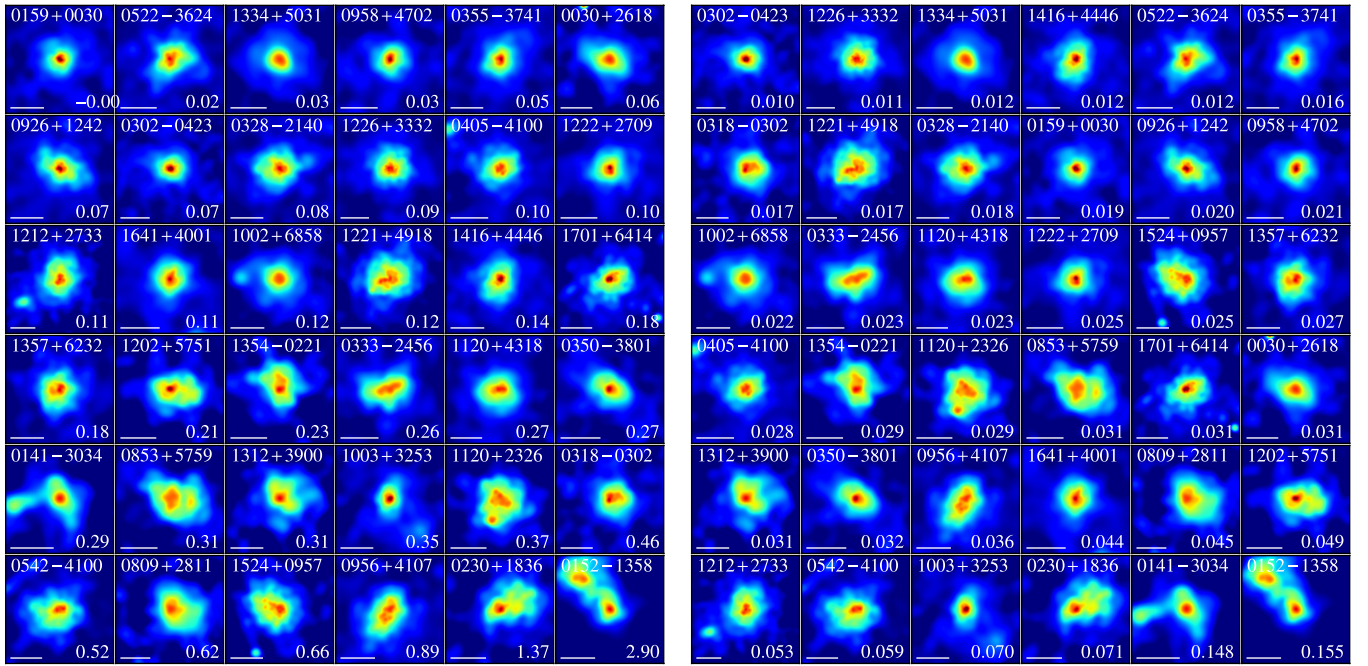 0159+0030 0522−3624 1334+5031 0958+4702 0355−3741 0030+2618
−0.00 0.02 0.03 0.03 0.05 0.06
0926+1242 0302−0423 0328−2140 1226+3332 0405−4100 1222+2709
0.07 0.07 0.08 0.09 0.10 0.10
1212+2733 1641+4001 1002+6858 1221+4918 1416+4446 1701+6414
0.11 0.11 0.12 0.12 0.14 0.18
1357+6232 1202+5751 1354−0221 0333−2456 1120+4318 0350−3801
0.18 0.21 0.23 0.26 0.27 0.27
0141−3034 0853+5759 1312+3900 1003+3253 1120+2326 0318−0302
0.29 0.31 0.31 0.35 0.37 0.46
0542−4100 0809+2811 1524+0957 0956+4107 0230+1836 0152−1358
0.52 0.62 0.66 0.89 1.37 2.90
0302−0423 1226+3332 1334+5031 1416+4446 0522−3624 0355−3741
0.010 0.011 0.012 0.012 0.012 0.016
0318−0302 1221+4918 0328−2140 0159+0030 0926+1242 0958+4702
0.017 0.017 0.018 0.019 0.020 0.021
1002+6858 0333−2456 1120+4318 1222+2709 1524+0957 1357+6232
0.022 0.023 0.023 0.025 0.025 0.027
0405−4100 1354−0221 1120+2326 0853+5759 1701+6414 0030+2618
0.028 0.029 0.029 0.031 0.031 0.031
1312+3900 0350−3801 0956+4107 1641+4001 0809+2811 1202+5751
0.031 0.032 0.036 0.044 0.045 0.049
1212+2733 0542−4100 1003+3253 0230+1836 0141−3034 0152−1358
0.053 0.059 0.070 0.071 0.148 0.155